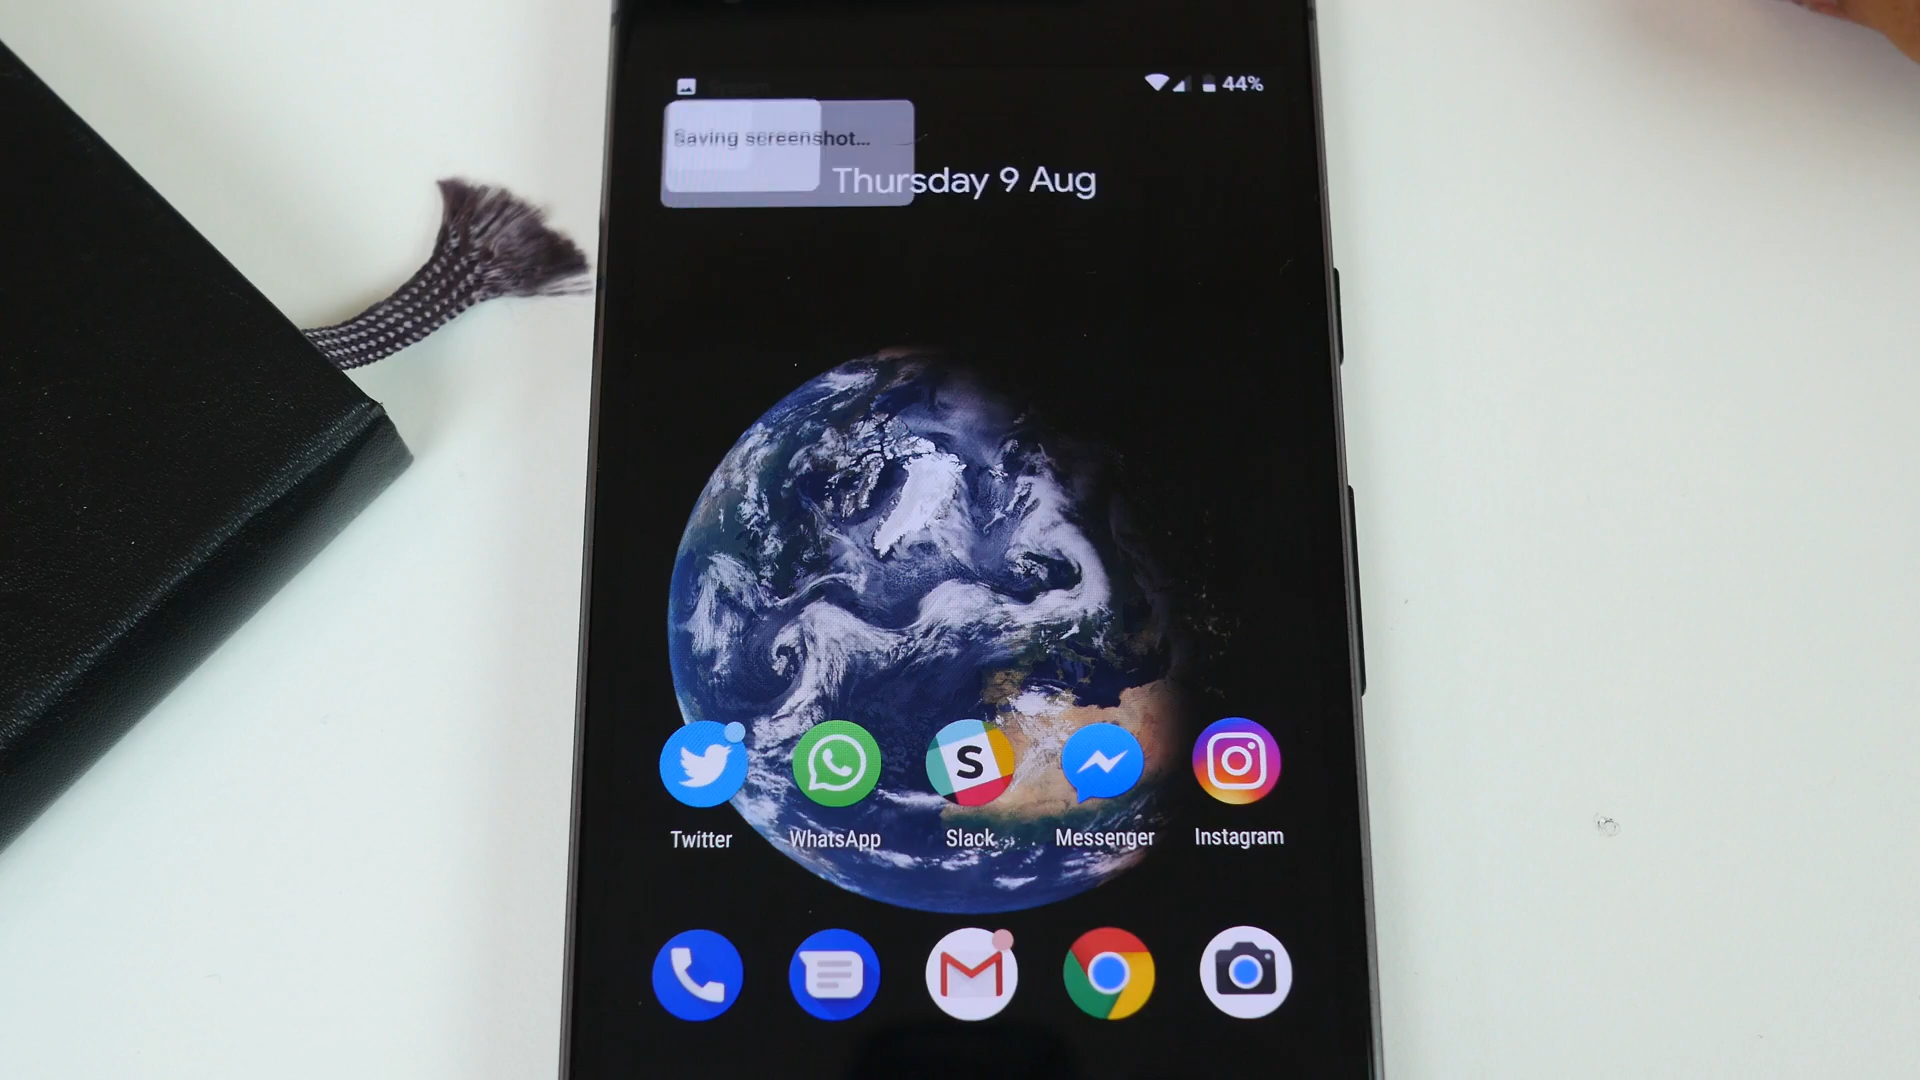 44%
Saving screenshot...
Thursday 9 Aug
S
Twitter
WhatsApp
Slack
Messenger
Instagram